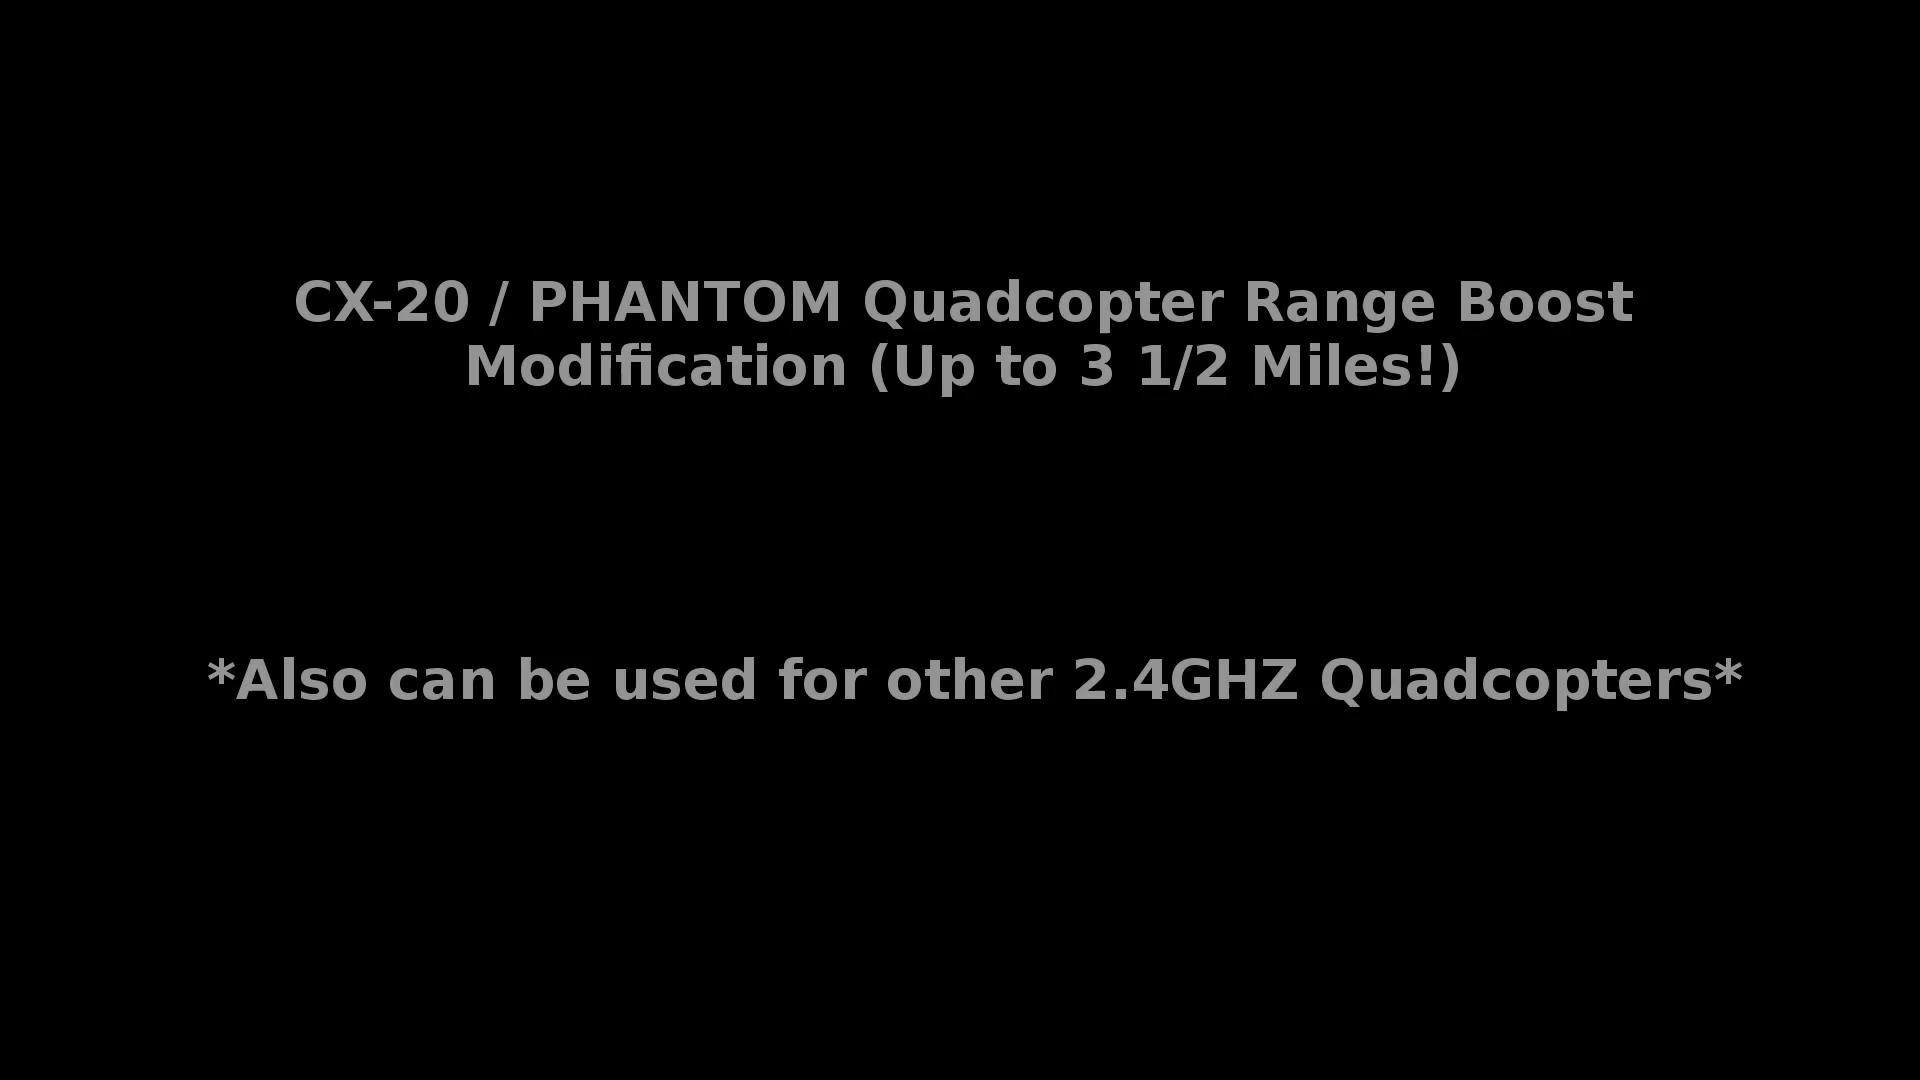 CX-20 / PHANTOM Quadcopter Range Boost
Modification (Up to 3 1/2 Miles!)
*Also can be used for other 2.4GHZ Quadcopters*